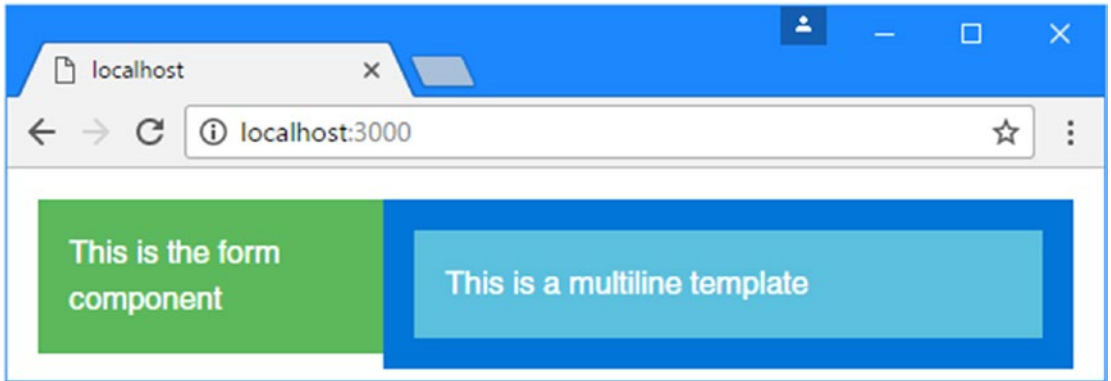 localhost
localhost:3000
This is the form
component
This is a multiline template